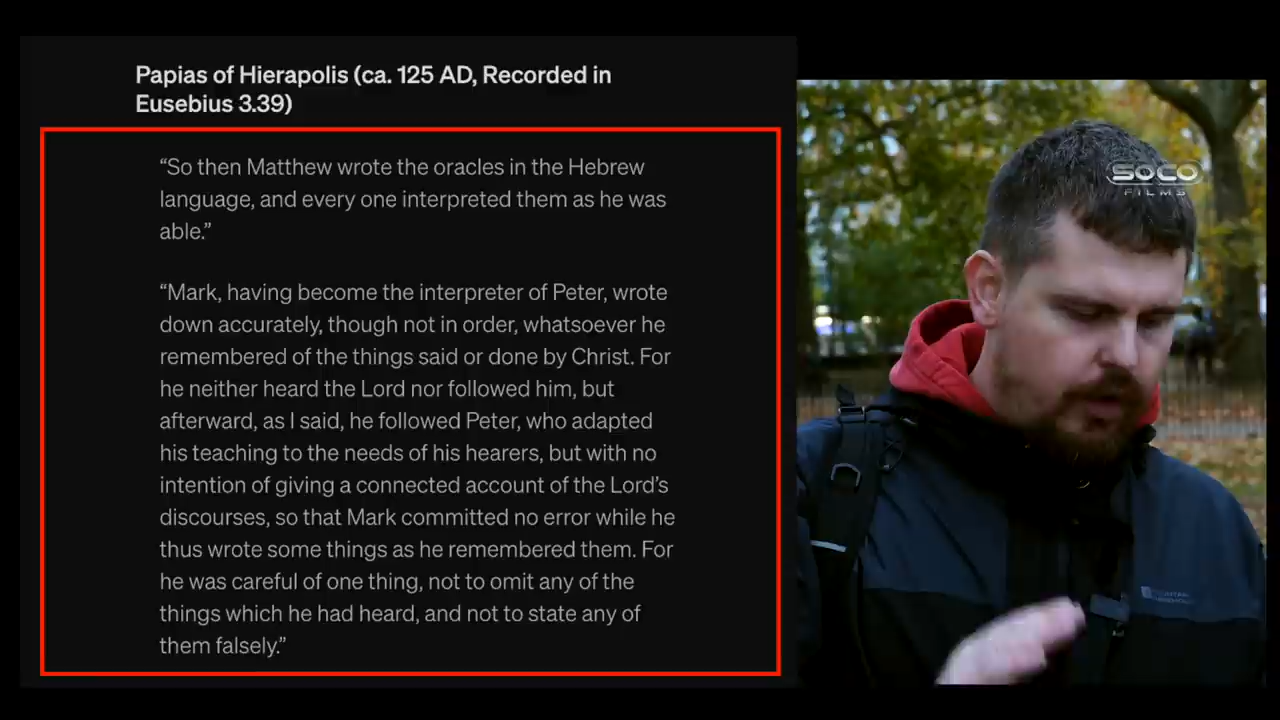 Papias of Hierapolis (ca. 125 AD, Recorded in
Eusebius 3.39)
“So then Matthew wrote the oracles in the Hebrew
language, and every one interpreted them as he was
able.”
“Mark, having become the interpreter of Peter, wrote
down accurately, though not in order, whatsoever he
remembered of the things said or done by Christ. For
he neither heard the Lord nor followed him, but
afterward, as I said, he followed Peter, who adapted
his teaching to the needs of his hearers, but with no
intention of giving a connected account of the Lord’s
discourses, so that Mark committed no error while he
thus wrote some things as he remembered them. For
he was careful of one thing, not to omit any of the
things which he had heard, and not to state any of
them falsely.”
SOCO
FILMS